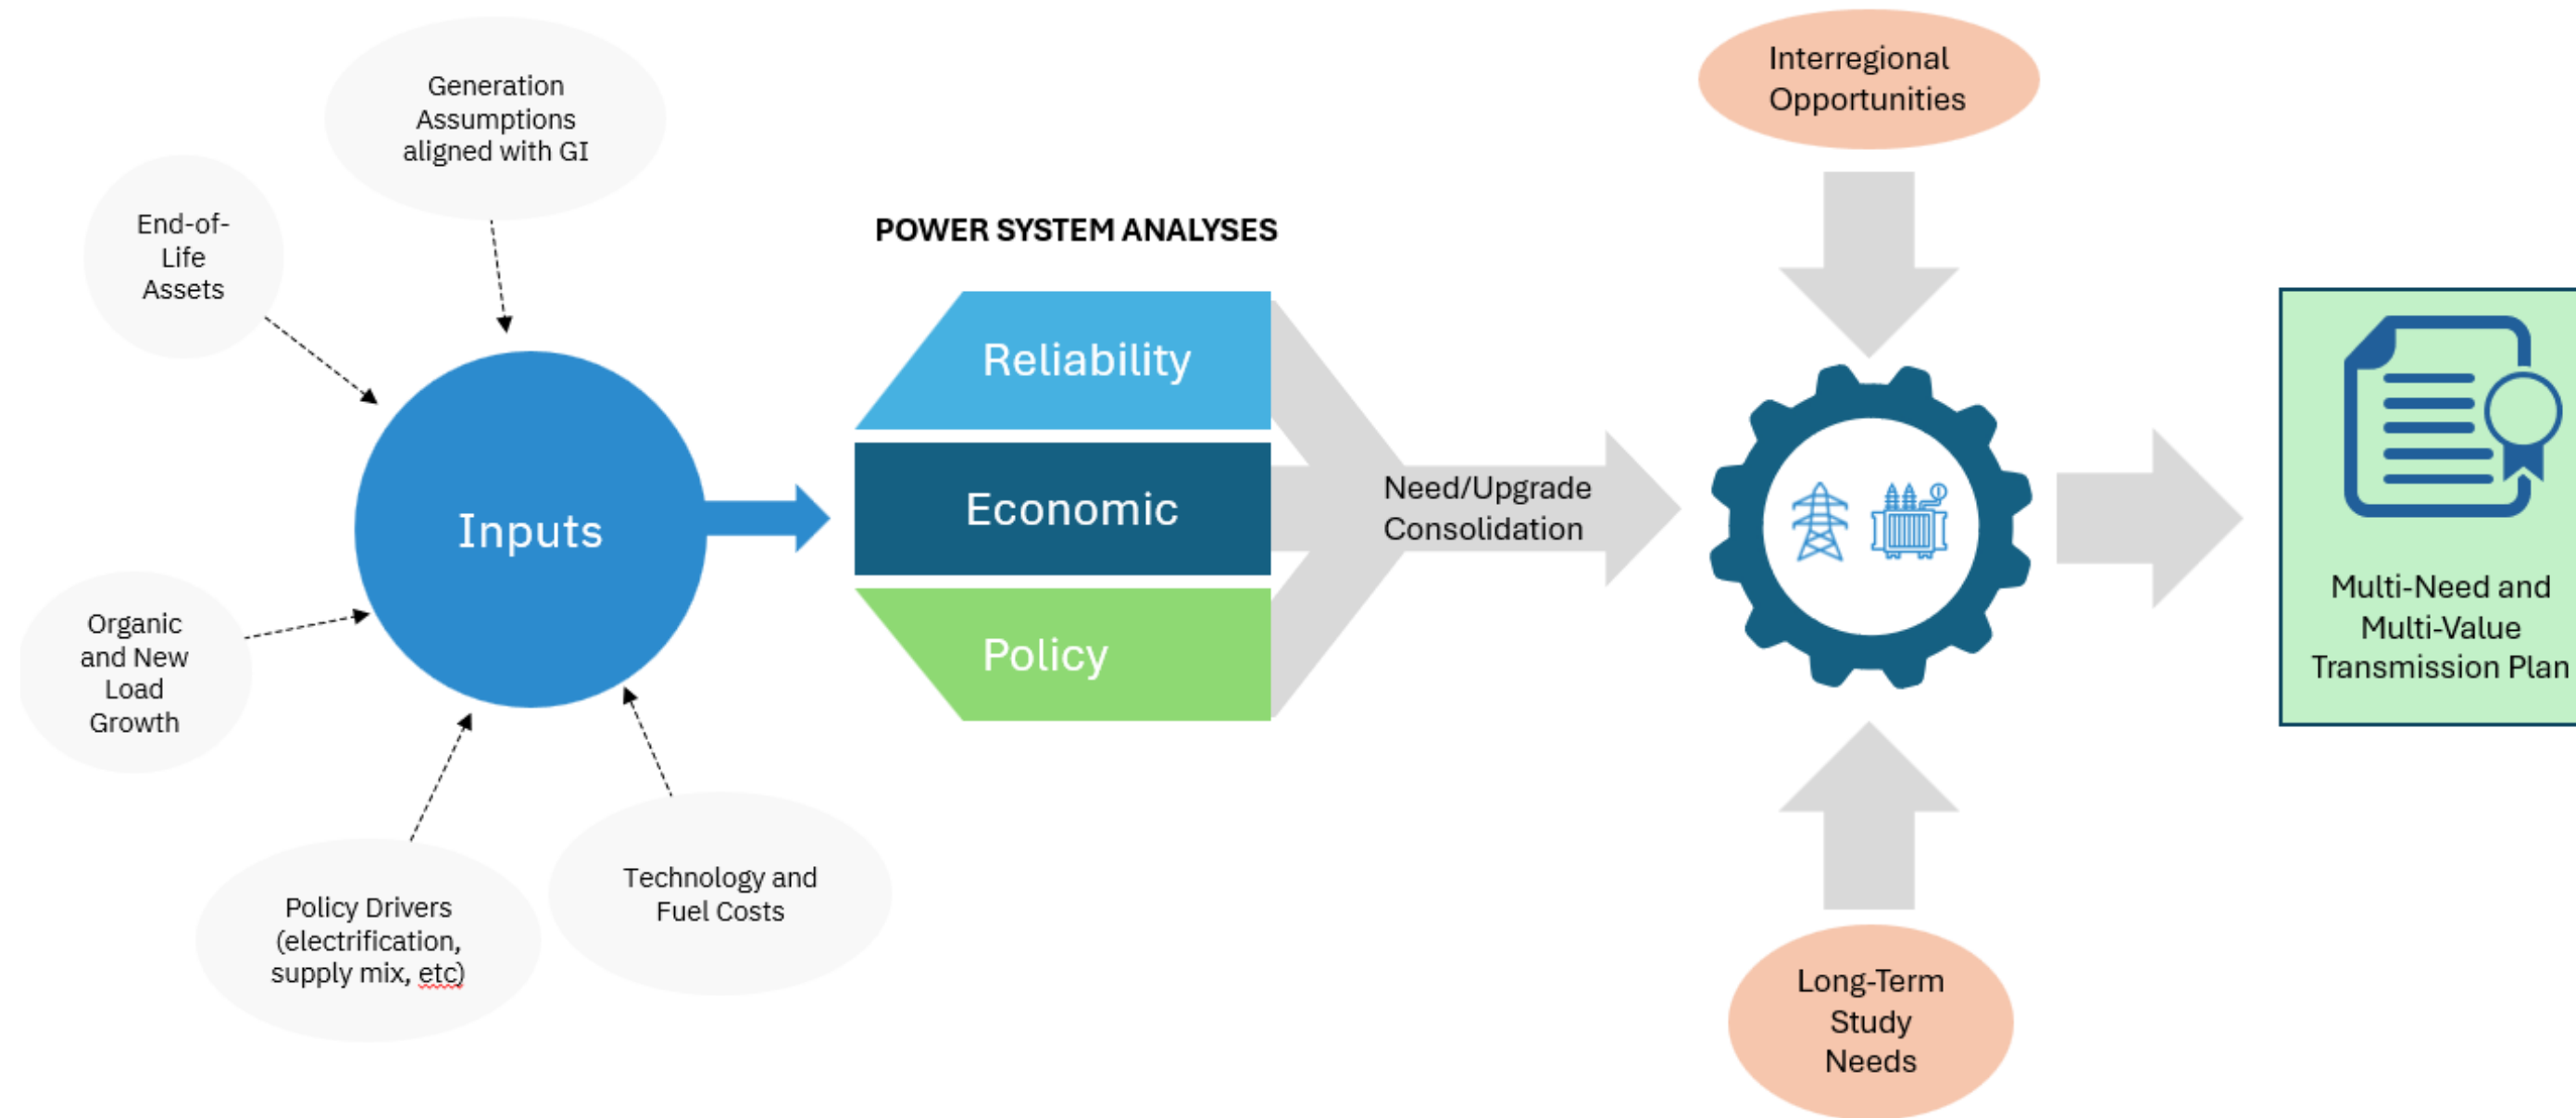 Generation
Assumptions
aligned with GI
End-of-
Life
Assets
Inputs
Organic
and New
Load
Growth
Policy Drivers
(electrification,
supply mix, etc)
Technology and
Fuel Costs
POWER SYSTEM ANALYSES
Reliability
Economic
Policy
Need/Upgrade
Consolidation
Interregional
Opportunities
Long-Term
Study
Needs
Multi-Need and
Multi-Value
Transmission Plan